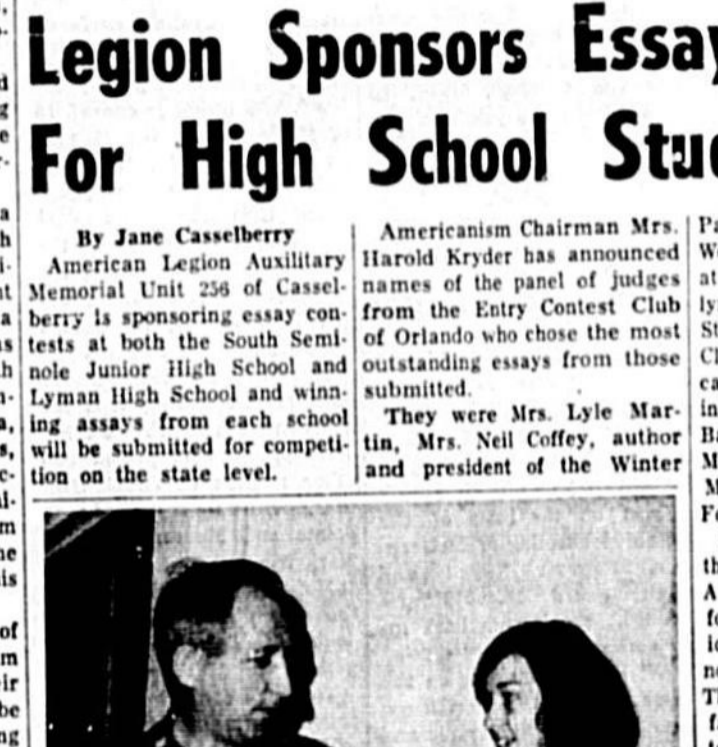 Legion Sponsors Essay
For High School Stu
By Jane Casselberry
American Legion Auxilitary
Memorial Unit 256 of Cassel-
berry is sponsoring essay con-
tests at both the South Semi-
nole Junior High School and
Lyman High School and winn-
ing assays from each school
will be submitted for competi-
tion on the state level.
Americanism Chairman Mrs.
Harold Kryder has announced
names of the panel of judges
from the Entry Contest Club
of Orlando who chose the most
outstanding essays from those
submitted.
They were Mrs. Lyle Mar-
tin, Mrs. Neil Coffey, author
and president of the Winter